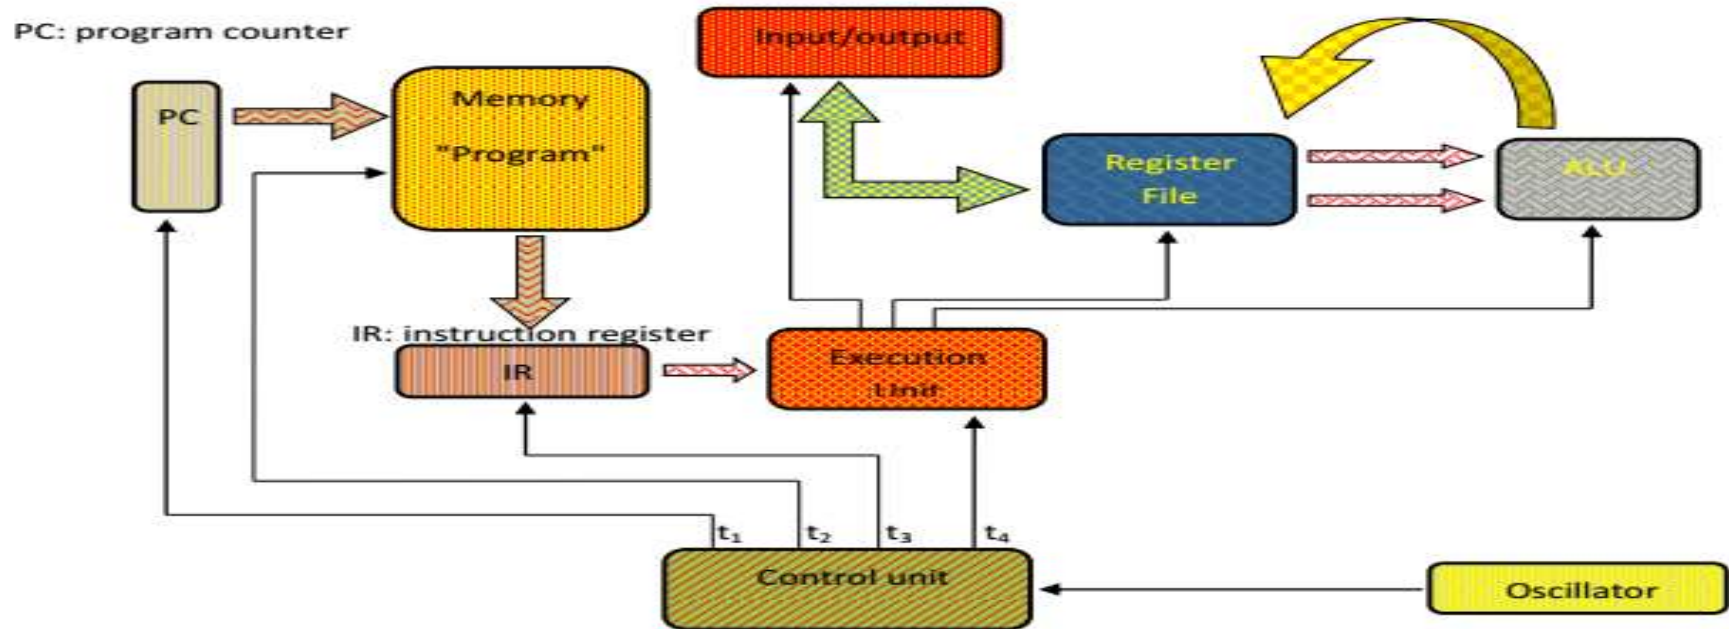 PC: program counter
Input/output
PC
Memory
"Program"
Register
File
ALU
IR: instruction register
IR
Execution
Unit
t₁
t₂
t₃
t₄
Control unit
Oscillator